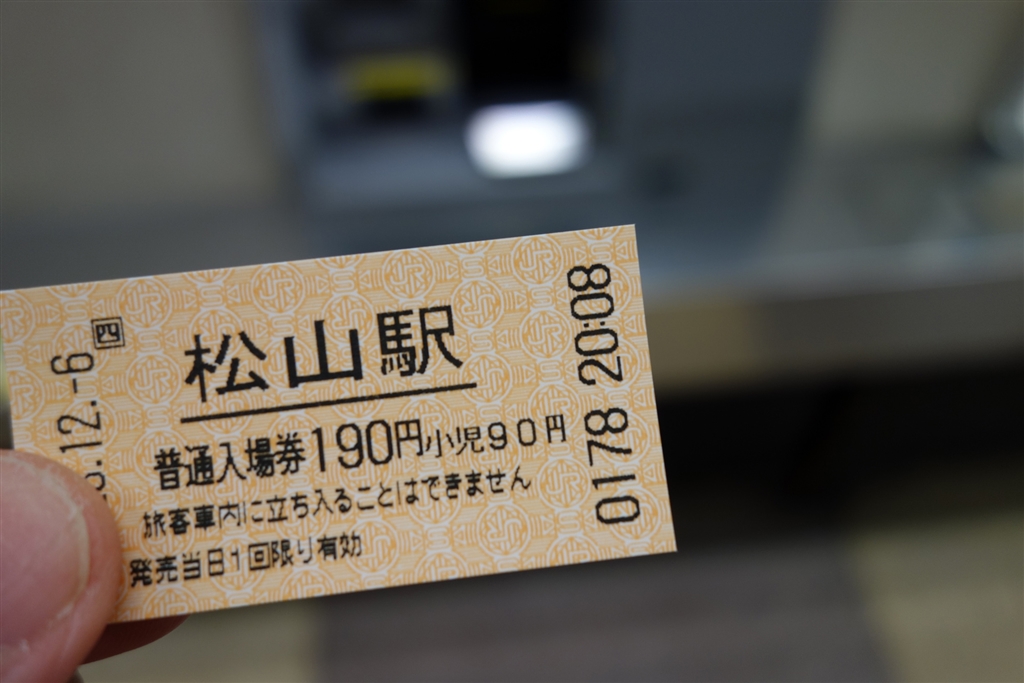 松山駅
普通入場券190円小児90円
旅客車内に立ち入ることはできません
発売当日1回限り有効
.12.-6 四
0178 20:08